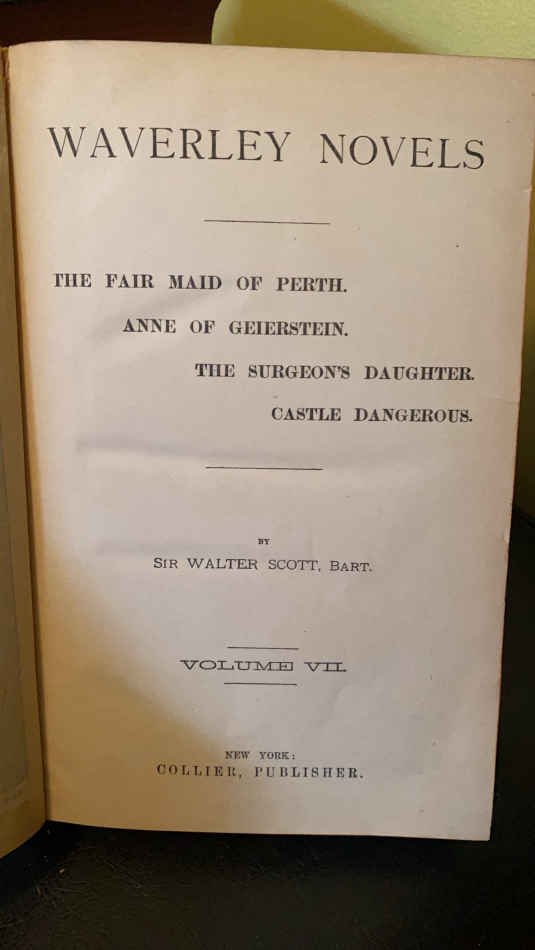 WAVERLEY NOVELS
THE FAIR MAID OF PERTH.
ANNE OF GEIERSTEIN.
THE SURGEON'S DAUGHTER.
CASTLE DANGEROUS.
BY
SIR WALTER SCOTT, BART.
VOLUME VII.
NEW YORK:
COLLIER, PUBLISHER.